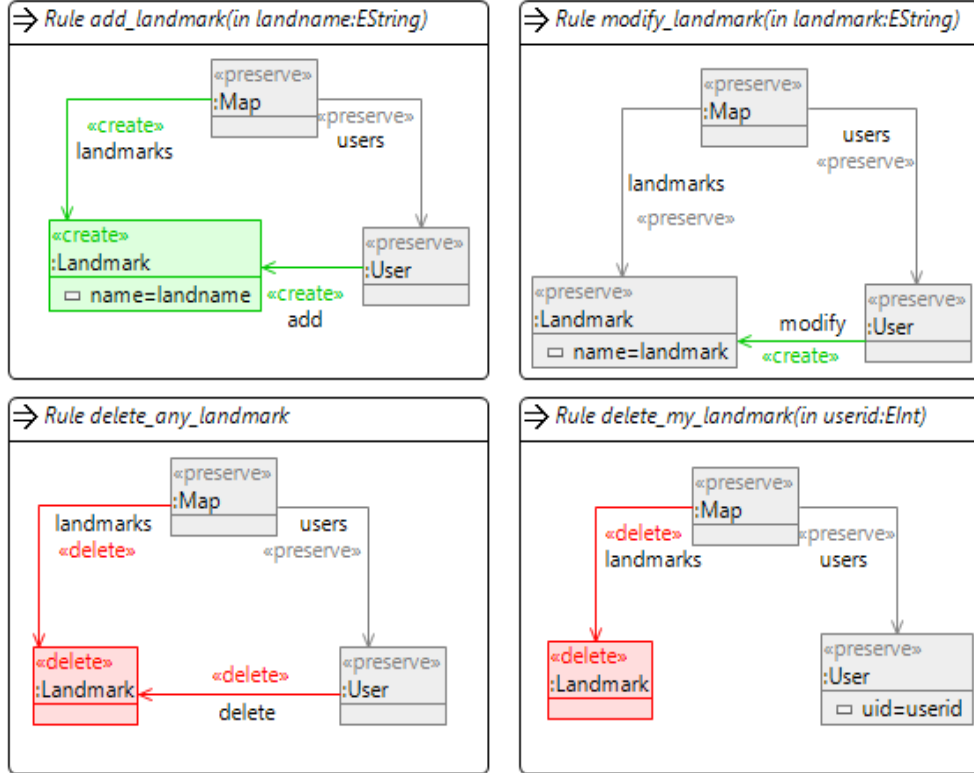 Rule add_landmark(in landname:EString)
«preserve»
:Map
«create»
landmarks
«preserve»
users
«create»
:Landmark
name=landname
«preserve»
:User
«create»
add
Rule modify_landmark(in landmark:EString)
«preserve»
:Map
users
«preserve»
landmarks
«preserve»
«preserve»
:Landmark
name=landmark
«preserve»
:User
modify
«create»
Rule delete_any_landmark
«preserve»
:Map
landmarks
«delete»
users
«preserve»
«delete»
:Landmark
«delete»
delete
«preserve»
:User
Rule delete_my_landmark(in userid:EInt)
«preserve»
:Map
«delete»
landmarks
«preserve»
users
«delete»
:Landmark
«preserve»
:User
uid=userid